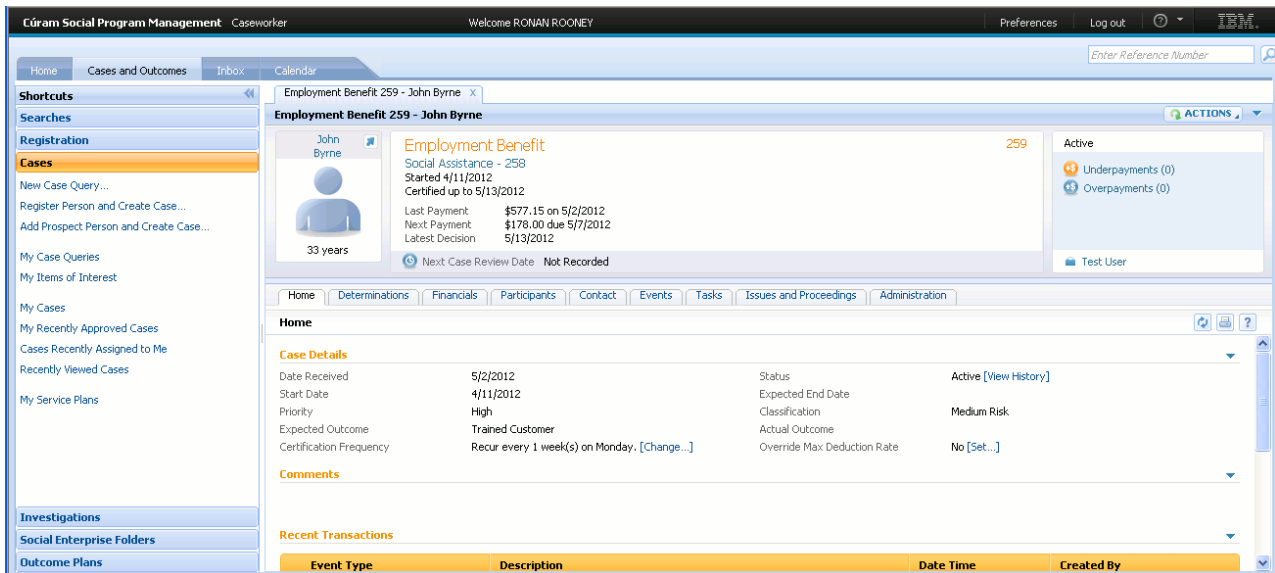 Cúram Social Program Management Caseworker Welcome RONAN ROONEY Preferences Log out ? IBM.
Enter Reference Number
Home Cases and Outcomes Inbox Calendar
Shortcuts
Searches
Registration
Cases
New Case Query...
Register Person and Create Case...
Add Prospect Person and Create Case...
My Case Queries
My Items of Interest
My Cases
My Recently Approved Cases
Cases Recently Assigned to Me
Recently Viewed Cases
My Service Plans
Investigations
Social Enterprise Folders
Outcome Plans
Employment Benefit 259 - John Byrne X
Employment Benefit 259 - John Byrne ACTIONS
John
Byrne
33 years
Employment Benefit 259
Social Assistance - 258
Started 4/11/2012
Certified up to 5/13/2012
Last Payment $577.15 on 5/2/2012
Next Payment $178.00 due 5/7/2012
Latest Decision 5/13/2012
Next Case Review Date Not Recorded
Active
Underpayments (0)
Overpayments (0)
Test User
Home Determinations Financials Participants Contact Events Tasks Issues and Proceedings Administration
Home ?
Case Details
Date Received 5/2/2012 Status Active [View History]
Start Date 4/11/2012 Expected End Date
Priority High Classification Medium Risk
Expected Outcome Trained Customer Actual Outcome
Certification Frequency Recur every 1 week(s) on Monday. [Change...] Override Max Deduction Rate No [Set...]
Comments
Recent Transactions
Event Type Description Date Time Created By